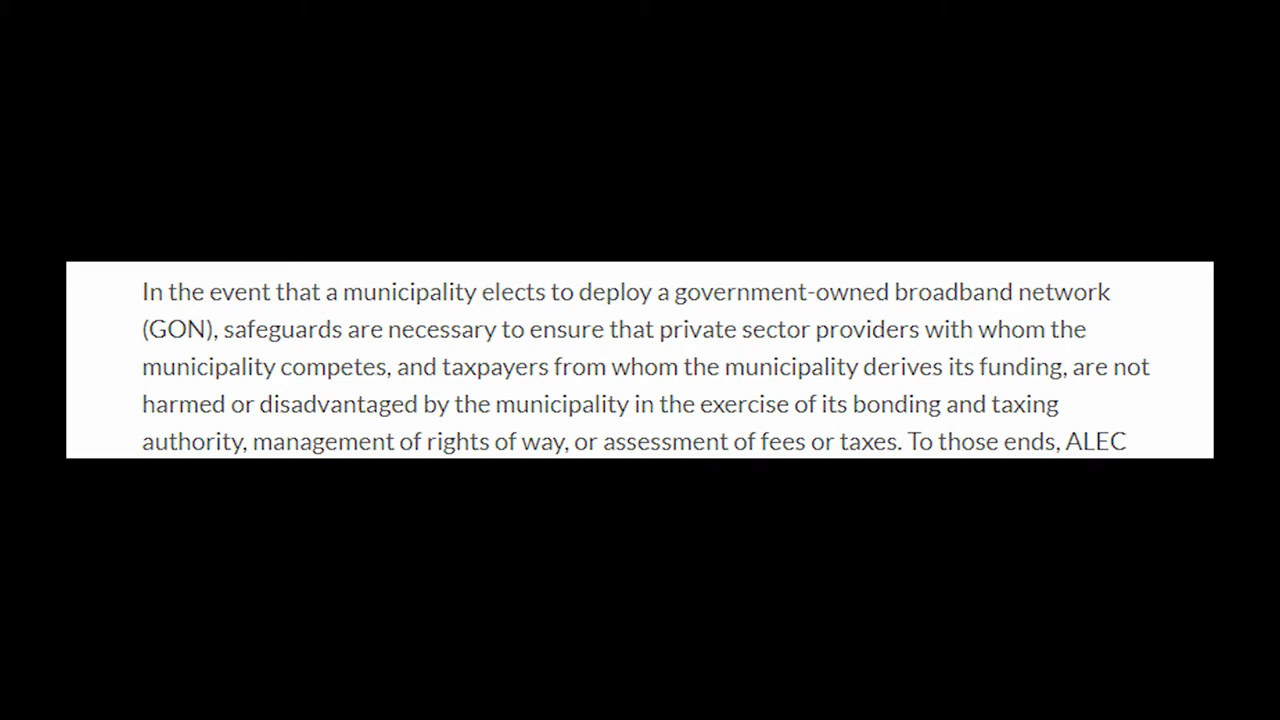 In the event that a municipality elects to deploy a government-owned broadband network
(GON), safeguards are necessary to ensure that private sector providers with whom the
municipality competes, and taxpayers from whom the municipality derives its funding, are not
harmed or disadvantaged by the municipality in the exercise of its bonding and taxing
authority, management of rights of way, or assessment of fees or taxes. To those ends, ALEC